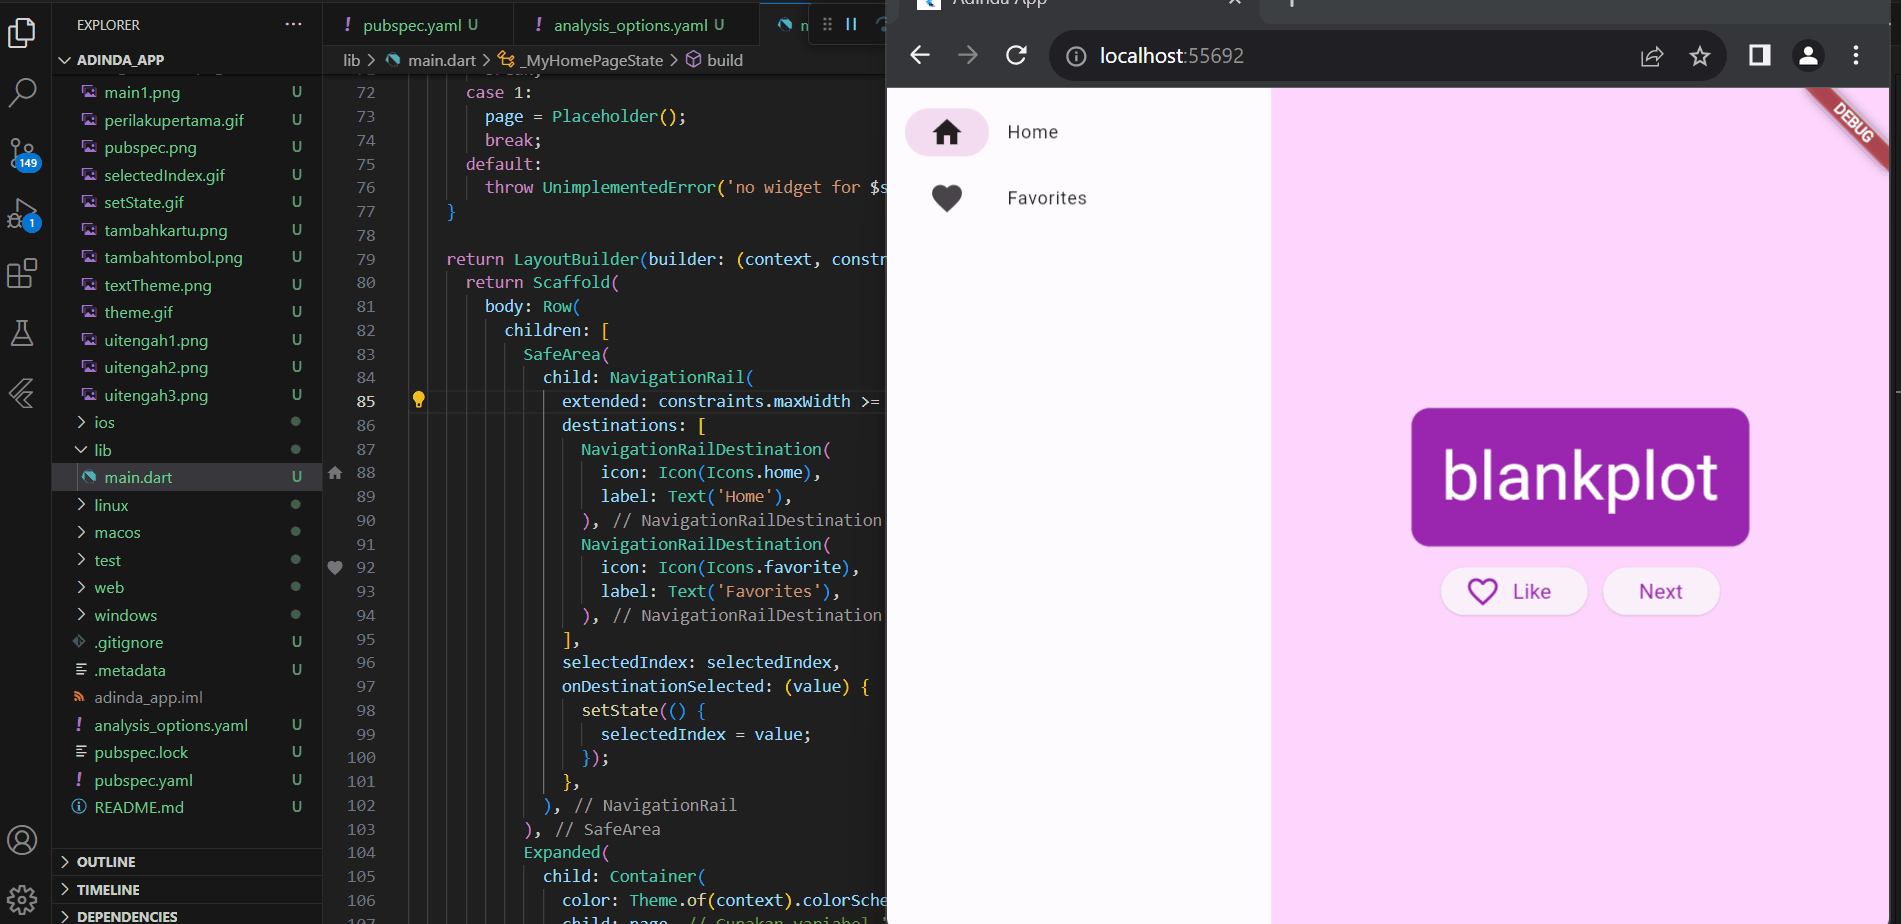 EXPLORER
ADINDA_APP
main1.png U
perilakupertama.gif U
pubspec.png U
selectedIndex.gif U
setState.gif U
tambahkartu.png U
tambahtombol.png U
textTheme.png U
theme.gif U
uitengah1.png U
uitengah2.png U
uitengah3.png U
ios
lib
main.dart U
linux
macos
test
web
windows
.gitignore U
.metadata U
adinda_app.iml
analysis_options.yaml U
pubspec.lock U
pubspec.yaml U
README.md U
OUTLINE
TIMELINE
DEPENDENCIES
149
1
pubspec.yaml U
analysis_options.yaml U
lib > main.dart > _MyHomePageState > build
72 case 1:
73 page = Placeholder();
74 break;
75 default:
76 throw UnimplementedError('no widget for $s
77 }
78
79 return LayoutBuilder(builder: (context, constr
80 return Scaffold(
81 body: Row(
82 children: [
83 SafeArea(
84 child: NavigationRail(
85 extended: constraints.maxWidth >=
86 destinations: [
87 NavigationRailDestination(
88 icon: Icon(Icons.home),
89 label: Text('Home'),
90 ), // NavigationRailDestination
91 NavigationRailDestination(
92 icon: Icon(Icons.favorite),
93 label: Text('Favorites'),
94 ), // NavigationRailDestination
95 ],
96 selectedIndex: selectedIndex,
97 onDestinationSelected: (value) {
98 setState(() {
99 selectedIndex = value;
100 });
101 },
102 ), // NavigationRail
103 ), // SafeArea
104 Expanded(
105 child: Container(
106 color: Theme.of(context).colorSche
107 child: page, // Gunakan variabel
Adinda App
localhost:55692
Home
Favorites
DEBUG
blankplot
Like
Next